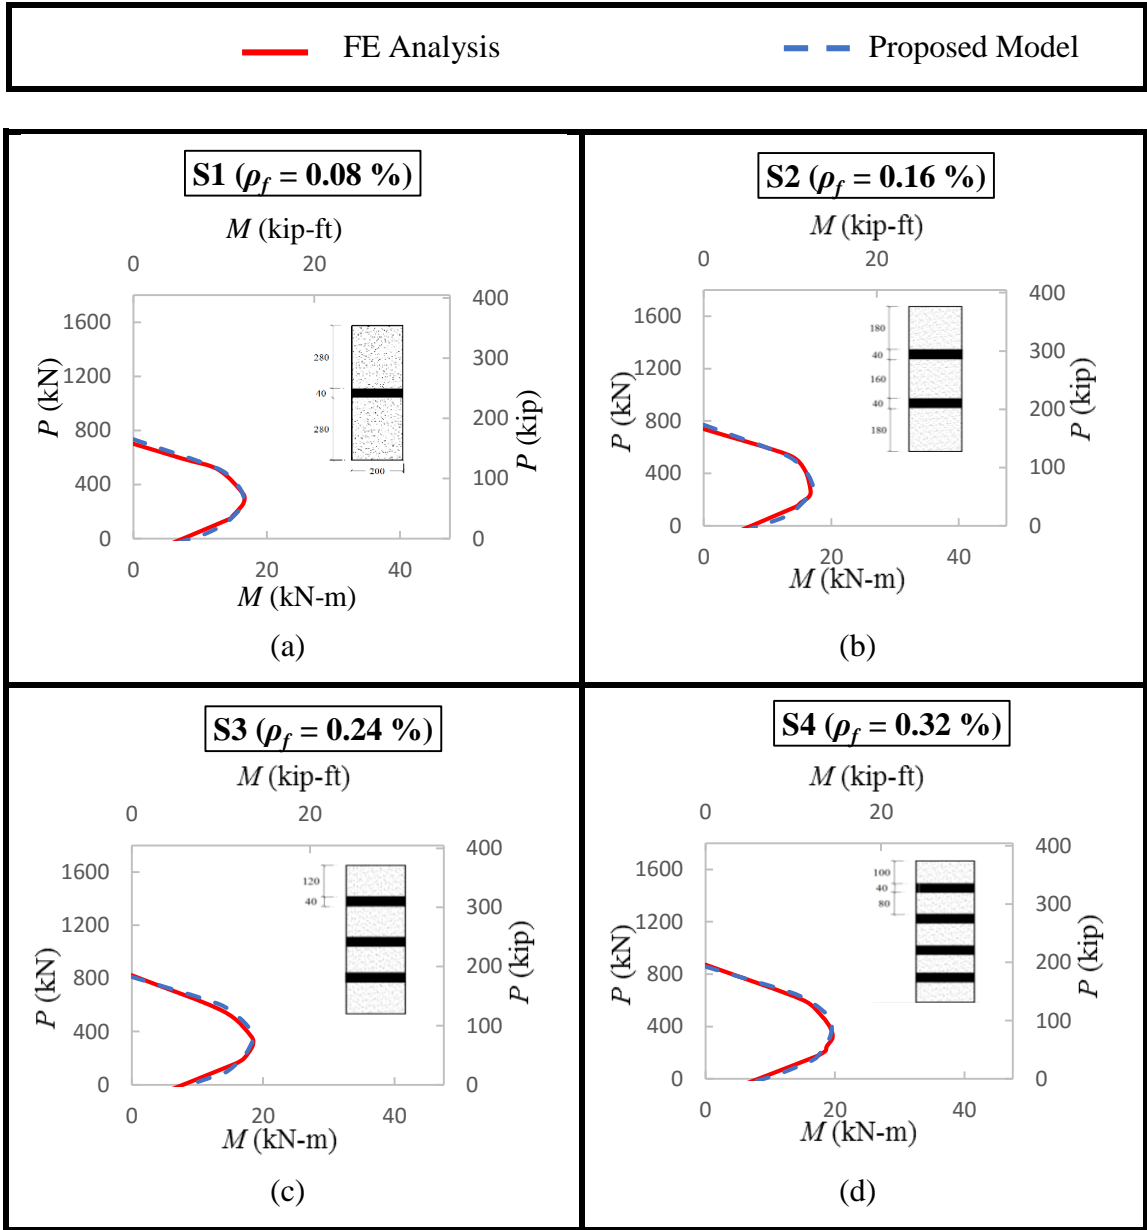 FE Analysis
Proposed Model
S1 (ρf = 0.08 %)
M (kip-ft)
0 20
1600
1200
800
400
0
P (kN)
280
40
280
200
400
300
200
100
0
P (kip)
0 20 40
M (kN-m)
(a)
S2 (ρf = 0.16 %)
M (kip-ft)
0 20
1600
1200
800
400
0
P (kN)
180
40
160
40
180
400
300
200
100
0
P (kip)
0 20 40
M (kN-m)
(b)
S3 (ρf = 0.24 %)
M (kip-ft)
0 20
1600
1200
800
400
0
P (kN)
120
40
400
300
200
100
0
P (kip)
0 20 40
M (kN-m)
(c)
S4 (ρf = 0.32 %)
M (kip-ft)
0 20
1600
1200
800
400
0
P (kN)
100
40
80
400
300
200
100
0
P (kip)
0 20 40
M (kN-m)
(d)